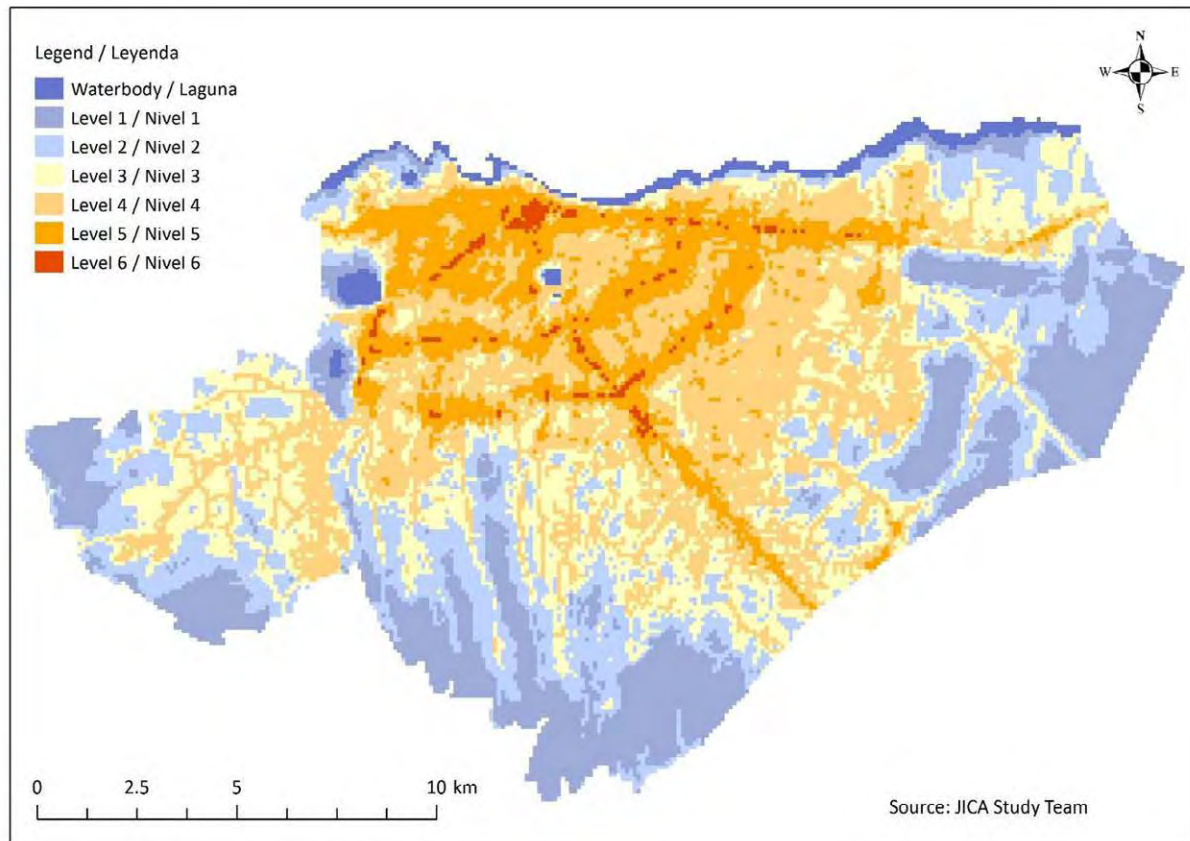 Legend / Leyenda
Waterbody / Laguna
Level 1 / Nivel 1
Level 2 / Nivel 2
Level 3 / Nivel 3
Level 4 / Nivel 4
Level 5 / Nivel 5
Level 6 / Nivel 6
N
W E
S
0 2.5 5 10 km
Source: JICA Study Team